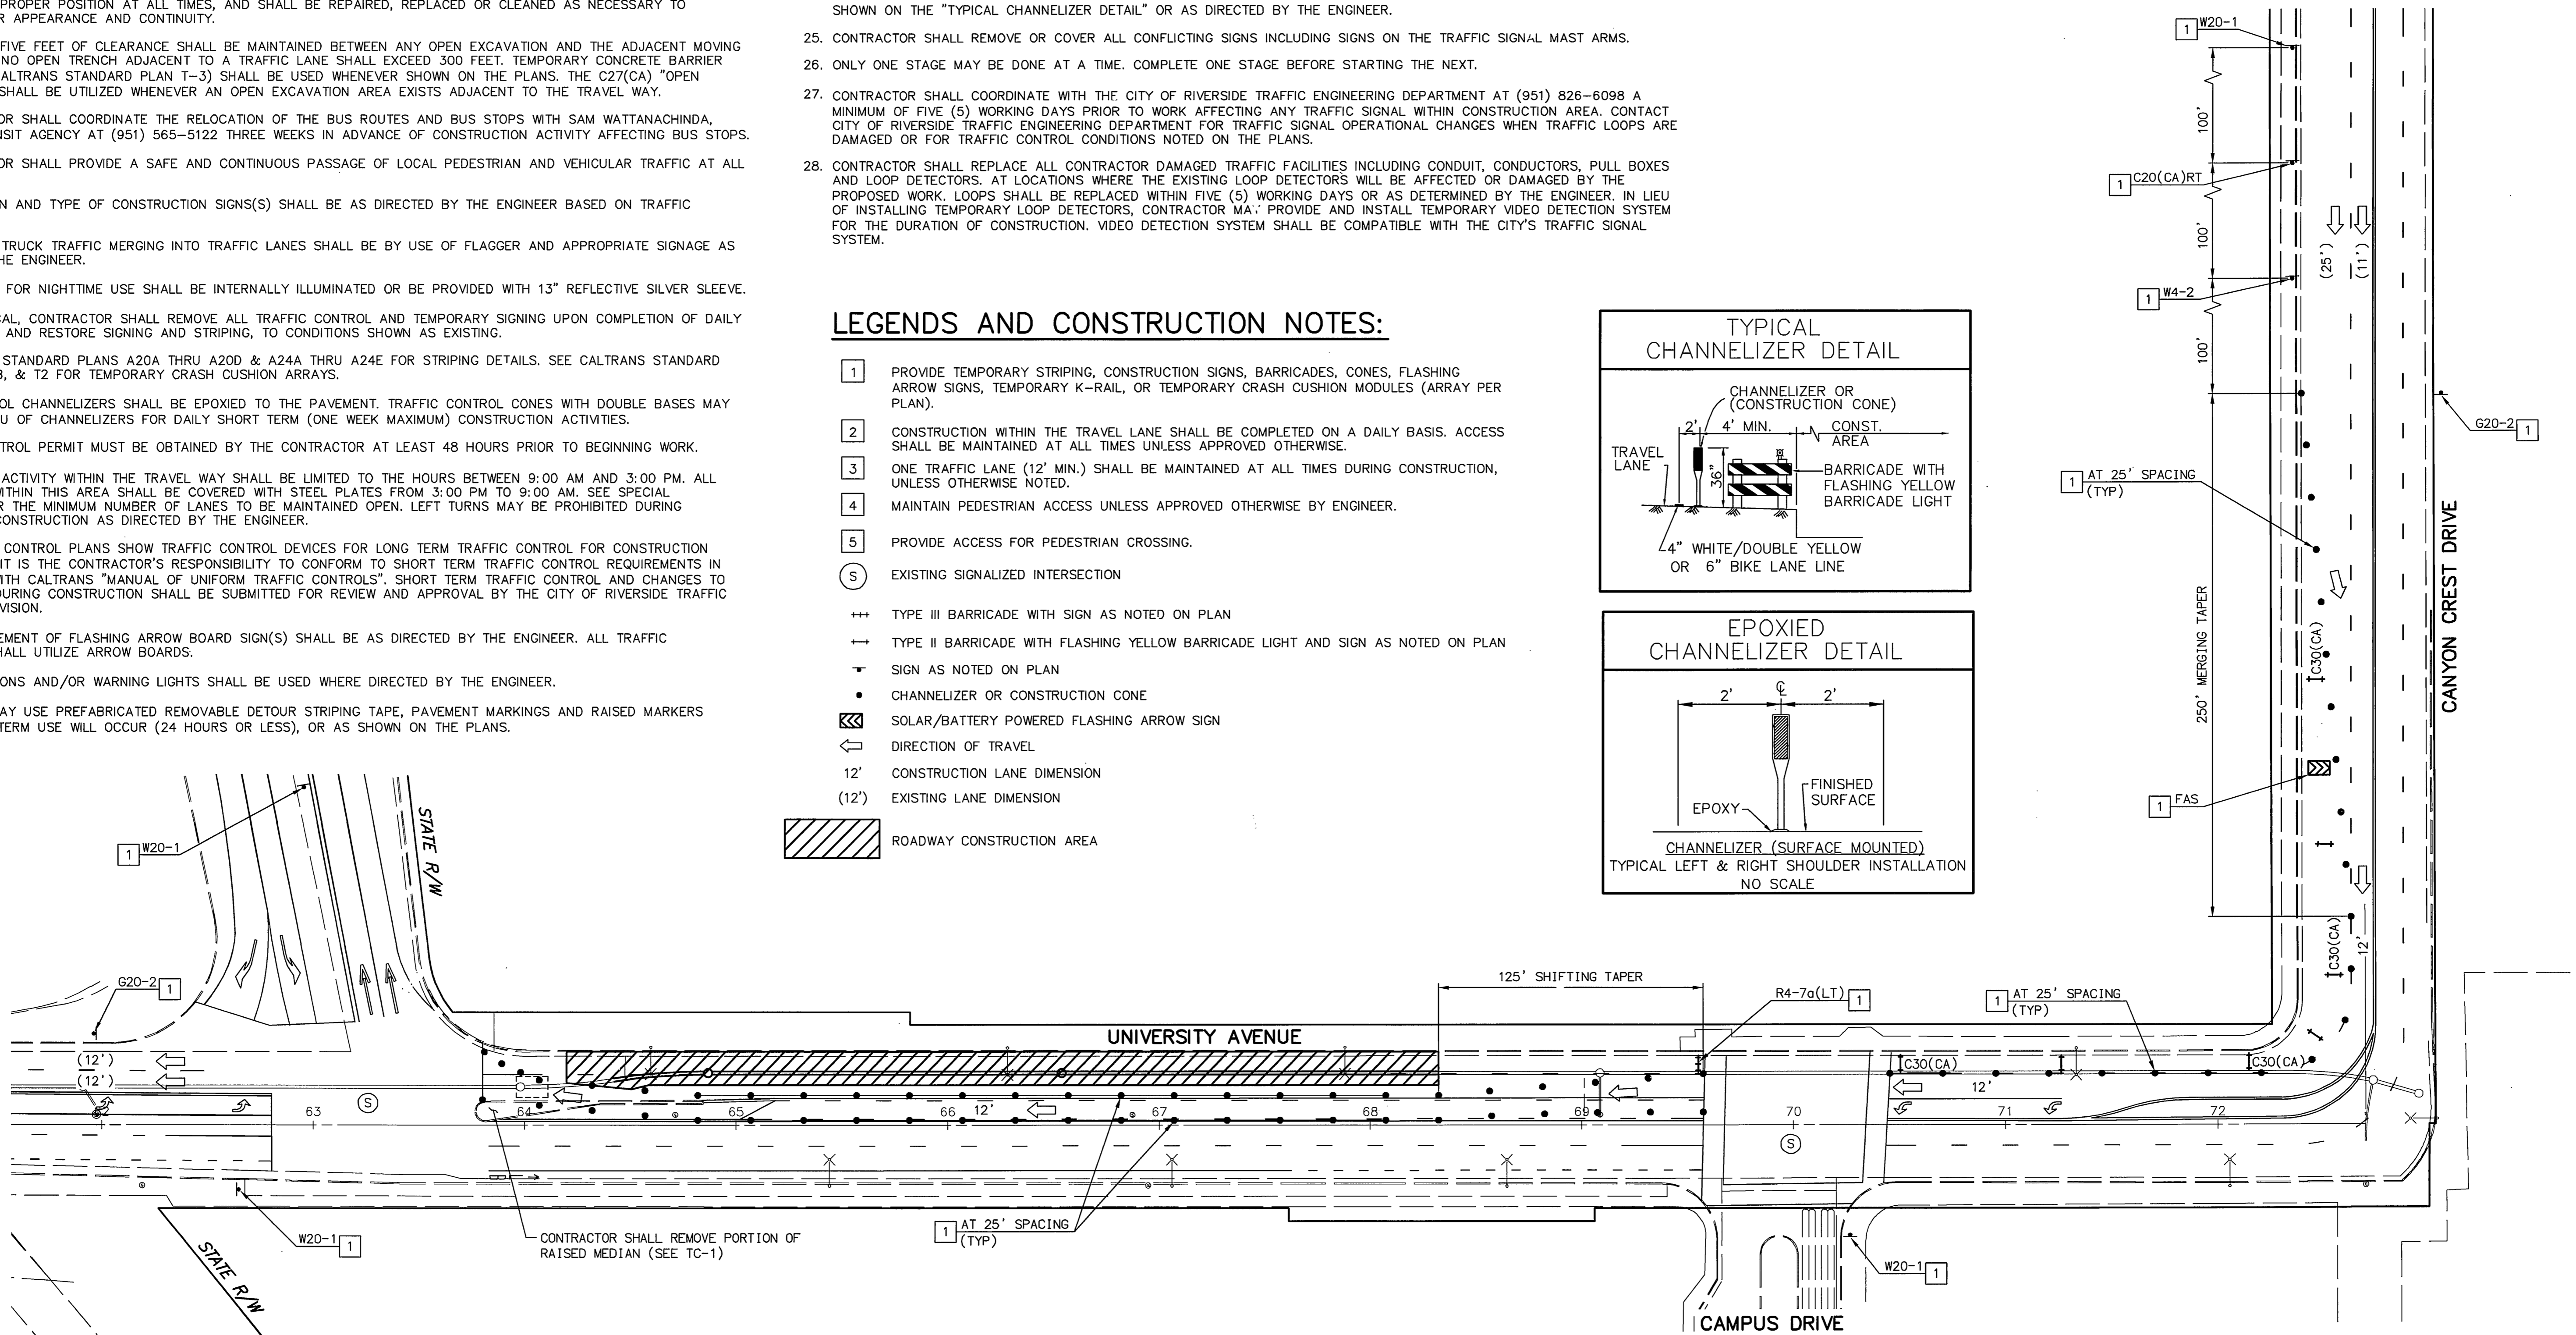 PROPER POSITION AT ALL TIMES, AND SHALL BE REPAIRED, REPLACED OR CLEANED AS NECESSARY TO
R APPEARANCE AND CONTINUITY.
FIVE FEET OF CLEARANCE SHALL BE MAINTAINED BETWEEN ANY OPEN EXCAVATION AND THE ADJACENT MOVING
NO OPEN TRENCH ADJACENT TO A TRAFFIC LANE SHALL EXCEED 300 FEET. TEMPORARY CONCRETE BARRIER
ALTRANS STANDARD PLAN T-3) SHALL BE USED WHENEVER SHOWN ON THE PLANS. THE C27(CA) "OPEN
SHALL BE UTILIZED WHENEVER AN OPEN EXCAVATION AREA EXISTS ADJACENT TO THE TRAVEL WAY.
OR SHALL COORDINATE THE RELOCATION OF THE BUS ROUTES AND BUS STOPS WITH SAM WATTANACHINDA,
NSIT AGENCY AT (951) 565-5122 THREE WEEKS IN ADVANCE OF CONSTRUCTION ACTIVITY AFFECTING BUS STOPS.
OR SHALL PROVIDE A SAFE AND CONTINUOUS PASSAGE OF LOCAL PEDESTRIAN AND VEHICULAR TRAFFIC AT ALL
N AND TYPE OF CONSTRUCTION SIGNS(S) SHALL BE AS DIRECTED BY THE ENGINEER BASED ON TRAFFIC
TRUCK TRAFFIC MERGING INTO TRAFFIC LANES SHALL BE BY USE OF FLAGGER AND APPROPRIATE SIGNAGE AS
HE ENGINEER.
FOR NIGHTTIME USE SHALL BE INTERNALLY ILLUMINATED OR BE PROVIDED WITH 13" REFLECTIVE SILVER SLEEVE.
CAL, CONTRACTOR SHALL REMOVE ALL TRAFFIC CONTROL AND TEMPORARY SIGNING UPON COMPLETION OF DAILY
AND RESTORE SIGNING AND STRIPING, TO CONDITIONS SHOWN AS EXISTING.
STANDARD PLANS A20A THRU A20D & A24A THRU A24E FOR STRIPING DETAILS. SEE CALTRANS STANDARD
B, & T2 FOR TEMPORARY CRASH CUSHION ARRAYS.
OL CHANNELIZERS SHALL BE EPOXIED TO THE PAVEMENT. TRAFFIC CONTROL CONES WITH DOUBLE BASES MAY
U OF CHANNELIZERS FOR DAILY SHORT TERM (ONE WEEK MAXIMUM) CONSTRUCTION ACTIVITIES.
TROL PERMIT MUST BE OBTAINED BY THE CONTRACTOR AT LEAST 48 HOURS PRIOR TO BEGINNING WORK.
ACTIVITY WITHIN THE TRAVEL WAY SHALL BE LIMITED TO THE HOURS BETWEEN 9:00 AM AND 3:00 PM. ALL
WITHIN THIS AREA SHALL BE COVERED WITH STEEL PLATES FROM 3:00 PM TO 9:00 AM. SEE SPECIAL
R THE MINIMUM NUMBER OF LANES TO BE MAINTAINED OPEN. LEFT TURNS MAY BE PROHIBITED DURING
CONSTRUCTION AS DIRECTED BY THE ENGINEER.
CONTROL PLANS SHOW TRAFFIC CONTROL DEVICES FOR LONG TERM TRAFFIC CONTROL FOR CONSTRUCTION
IT IS THE CONTRACTOR'S RESPONSIBILITY TO CONFORM TO SHORT TERM TRAFFIC CONTROL REQUIREMENTS IN
WITH CALTRANS "MANUAL OF UNIFORM TRAFFIC CONTROLS". SHORT TERM TRAFFIC CONTROL AND CHANGES TO
DURING CONSTRUCTION SHALL BE SUBMITTED FOR REVIEW AND APPROVAL BY THE CITY OF RIVERSIDE TRAFFIC
VISION.
EMENT OF FLASHING ARROW BOARD SIGN(S) SHALL BE AS DIRECTED BY THE ENGINEER. ALL TRAFFIC
HALL UTILIZE ARROW BOARDS.
ONS AND/OR WARNING LIGHTS SHALL BE USED WHERE DIRECTED BY THE ENGINEER.
AY USE PREFABRICATED REMOVABLE DETOUR STRIPING TAPE, PAVEMENT MARKINGS AND RAISED MARKERS
TERM USE WILL OCCUR (24 HOURS OR LESS), OR AS SHOWN ON THE PLANS.
SHOWN ON THE "TYPICAL CHANNELIZER DETAIL" OR AS DIRECTED BY THE ENGINEER.
25. CONTRACTOR SHALL REMOVE OR COVER ALL CONFLICTING SIGNS INCLUDING SIGNS ON THE TRAFFIC SIGNAL MAST ARMS.
26. ONLY ONE STAGE MAY BE DONE AT A TIME. COMPLETE ONE STAGE BEFORE STARTING THE NEXT.
27. CONTRACTOR SHALL COORDINATE WITH THE CITY OF RIVERSIDE TRAFFIC ENGINEERING DEPARTMENT AT (951) 826-6098 A
MINIMUM OF FIVE (5) WORKING DAYS PRIOR TO WORK AFFECTING ANY TRAFFIC SIGNAL WITHIN CONSTRUCTION AREA. CONTACT
CITY OF RIVERSIDE TRAFFIC ENGINEERING DEPARTMENT FOR TRAFFIC SIGNAL OPERATIONAL CHANGES WHEN TRAFFIC LOOPS ARE
DAMAGED OR FOR TRAFFIC CONTROL CONDITIONS NOTED ON THE PLANS.
28. CONTRACTOR SHALL REPLACE ALL CONTRACTOR DAMAGED TRAFFIC FACILITIES INCLUDING CONDUIT, CONDUCTORS, PULL BOXES
AND LOOP DETECTORS. AT LOCATIONS WHERE THE EXISTING LOOP DETECTORS WILL BE AFFECTED OR DAMAGED BY THE
PROPOSED WORK. LOOPS SHALL BE REPLACED WITHIN FIVE (5) WORKING DAYS OR AS DETERMINED BY THE ENGINEER. IN LIEU
OF INSTALLING TEMPORARY LOOP DETECTORS, CONTRACTOR MAY PROVIDE AND INSTALL TEMPORARY VIDEO DETECTION SYSTEM
FOR THE DURATION OF CONSTRUCTION. VIDEO DETECTION SYSTEM SHALL BE COMPATIBLE WITH THE CITY'S TRAFFIC SIGNAL
SYSTEM.
LEGENDS AND CONSTRUCTION NOTES:
1 PROVIDE TEMPORARY STRIPING, CONSTRUCTION SIGNS, BARRICADES, CONES, FLASHING
ARROW SIGNS, TEMPORARY K-RAIL, OR TEMPORARY CRASH CUSHION MODULES (ARRAY PER
PLAN).
2 CONSTRUCTION WITHIN THE TRAVEL LANE SHALL BE COMPLETED ON A DAILY BASIS. ACCESS
SHALL BE MAINTAINED AT ALL TIMES UNLESS APPROVED OTHERWISE.
3 ONE TRAFFIC LANE (12' MIN.) SHALL BE MAINTAINED AT ALL TIMES DURING CONSTRUCTION,
UNLESS OTHERWISE NOTED.
4 MAINTAIN PEDESTRIAN ACCESS UNLESS APPROVED OTHERWISE BY ENGINEER.
5 PROVIDE ACCESS FOR PEDESTRIAN CROSSING.
S EXISTING SIGNALIZED INTERSECTION
TYPE III BARRICADE WITH SIGN AS NOTED ON PLAN
TYPE II BARRICADE WITH FLASHING YELLOW BARRICADE LIGHT AND SIGN AS NOTED ON PLAN
SIGN AS NOTED ON PLAN
CHANNELIZER OR CONSTRUCTION CONE
SOLAR/BATTERY POWERED FLASHING ARROW SIGN
DIRECTION OF TRAVEL
12' CONSTRUCTION LANE DIMENSION
(12') EXISTING LANE DIMENSION
ROADWAY CONSTRUCTION AREA
TYPICAL
CHANNELIZER DETAIL
CHANNELIZER OR
(CONSTRUCTION CONE)
2' 4' MIN. CONST.
AREA
TRAVEL
LANE
36"
BARRICADE WITH
FLASHING YELLOW
BARRICADE LIGHT
4" WHITE/DOUBLE YELLOW
OR 6" BIKE LANE LINE
EPOXIED
CHANNELIZER DETAIL
2' 2'
FINISHED
SURFACE
EPOXY
CHANNELIZER (SURFACE MOUNTED)
TYPICAL LEFT & RIGHT SHOULDER INSTALLATION
NO SCALE
1 W20-1
100'
1 C20(CA)RT
100'
(25') (11')
1 W4-2
100'
G20-2 1
1 AT 25' SPACING
(TYP)
CANYON CREST DRIVE
250' MERGING TAPER
C30(CA)
1 FAS
C30(CA)
12'
1 W20-1
STATE R/W
G20-2 1
(12')
(12')
125' SHIFTING TAPER
R4-7a(LT) 1
1 AT 25' SPACING
(TYP)
UNIVERSITY AVENUE
C30(CA)
C30(CA)
12'
12'
63 64 65 66 67 68 69 70 71 72
S
S
W20-1 1
STATE R/W
CONTRACTOR SHALL REMOVE PORTION OF
RAISED MEDIAN (SEE TC-1)
1 AT 25' SPACING
(TYP)
W20-1 1
CAMPUS DRIVE